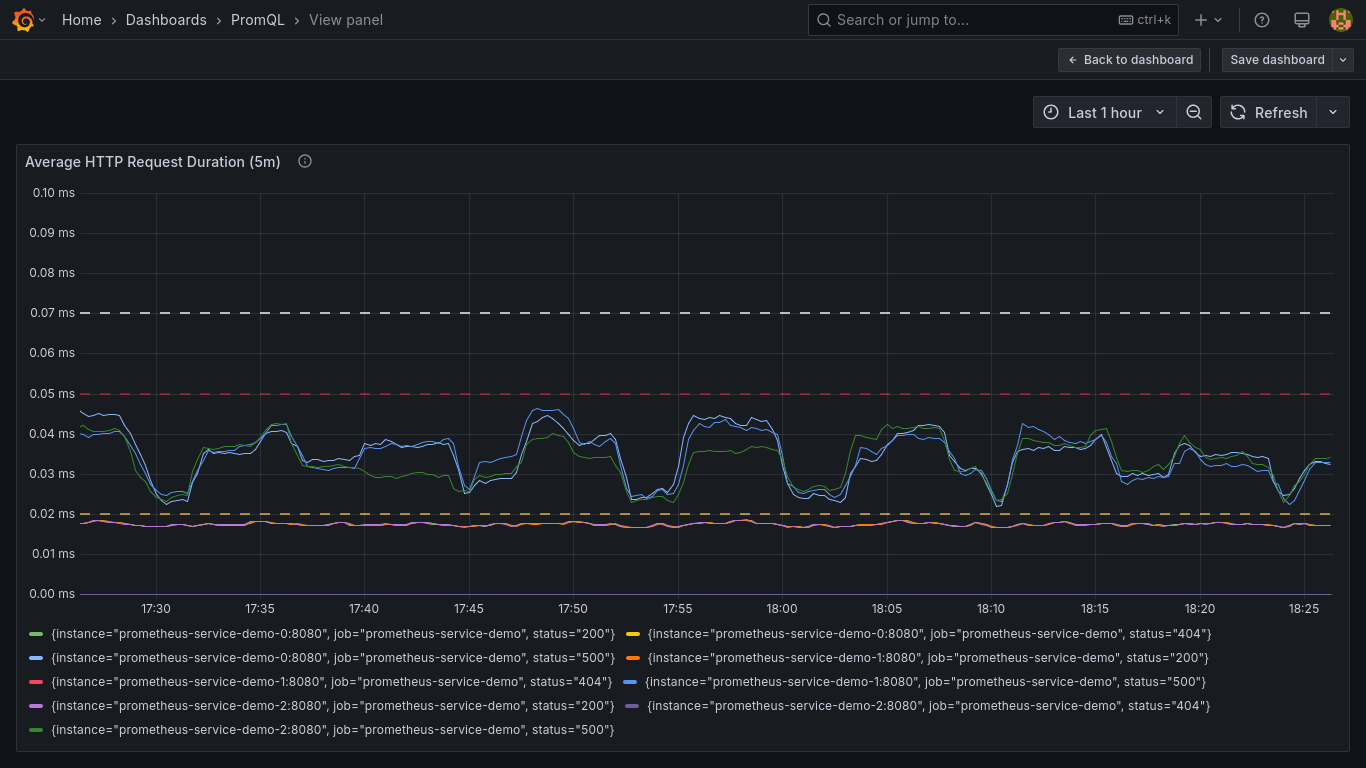 Home > Dashboards > PromQL > View panel
Search or jump to...
ctrl+k
Back to dashboard
Save dashboard
Last 1 hour
Refresh
Average HTTP Request Duration (5m)
0.10 ms
0.09 ms
0.08 ms
0.07 ms
0.06 ms
0.05 ms
0.04 ms
0.03 ms
0.02 ms
0.01 ms
0.00 ms
17:30 17:35 17:40 17:45 17:50 17:55 18:00 18:05 18:10 18:15 18:20 18:25
{instance="prometheus-service-demo-0:8080", job="prometheus-service-demo", status="200"} {instance="prometheus-service-demo-0:8080", job="prometheus-service-demo", status="404"}
{instance="prometheus-service-demo-0:8080", job="prometheus-service-demo", status="500"} {instance="prometheus-service-demo-1:8080", job="prometheus-service-demo", status="200"}
{instance="prometheus-service-demo-1:8080", job="prometheus-service-demo", status="404"} {instance="prometheus-service-demo-1:8080", job="prometheus-service-demo", status="500"}
{instance="prometheus-service-demo-2:8080", job="prometheus-service-demo", status="200"} {instance="prometheus-service-demo-2:8080", job="prometheus-service-demo", status="404"}
{instance="prometheus-service-demo-2:8080", job="prometheus-service-demo", status="500"}